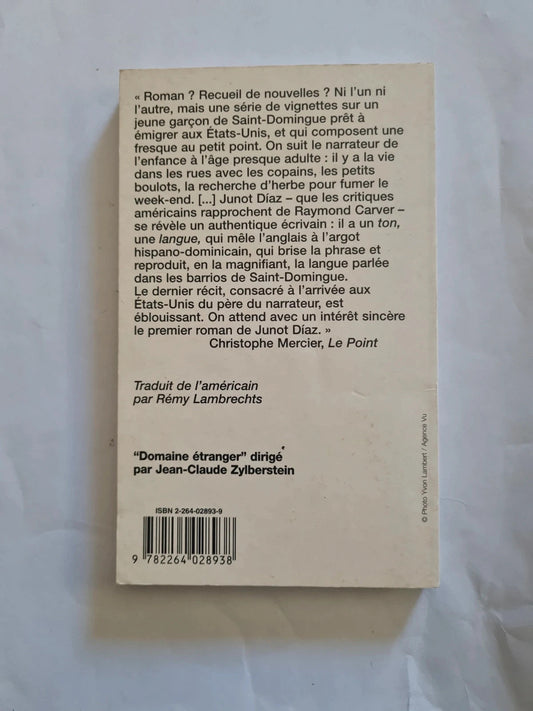 « Roman ? Recueil de nouvelles ? Ni l'un ni
l'autre, mais une série de vignettes sur un
jeune garçon de Saint-Domingue prêt à
émigrer aux États-Unis, et qui composent une
fresque au petit point. On suit le narrateur de
l'enfance à l'âge presque adulte : il y a la vie
dans les rues avec les copains, les petits
boulots, la recherche d'herbe pour fumer le
week-end. [...] Junot Díaz – que les critiques
américains rapprochent de Raymond Carver –
se révèle un authentique écrivain : il a un ton,
une langue, qui mêle l'anglais à l'argot
hispano-dominicain, qui brise la phrase et
reproduit, en la magnifiant, la langue parlée
dans les barrios de Saint-Domingue.
Le dernier récit, consacré à l'arrivée aux
États-Unis du père du narrateur, est
éblouissant. On attend avec un intérêt sincère
le premier roman de Junot Díaz. »
Christophe Mercier, Le Point
Traduit de l'américain
par Rémy Lambrechts
"Domaine étranger" dirigé
par Jean-Claude Zylberstein
ISBN 2-264-02893-9
9 782264 028938
© Photo Yvon Lambert / Agence Vu